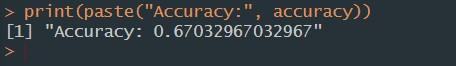 > print(paste("Accuracy:", accuracy))
[1] "Accuracy: 0.67032967032967"
>